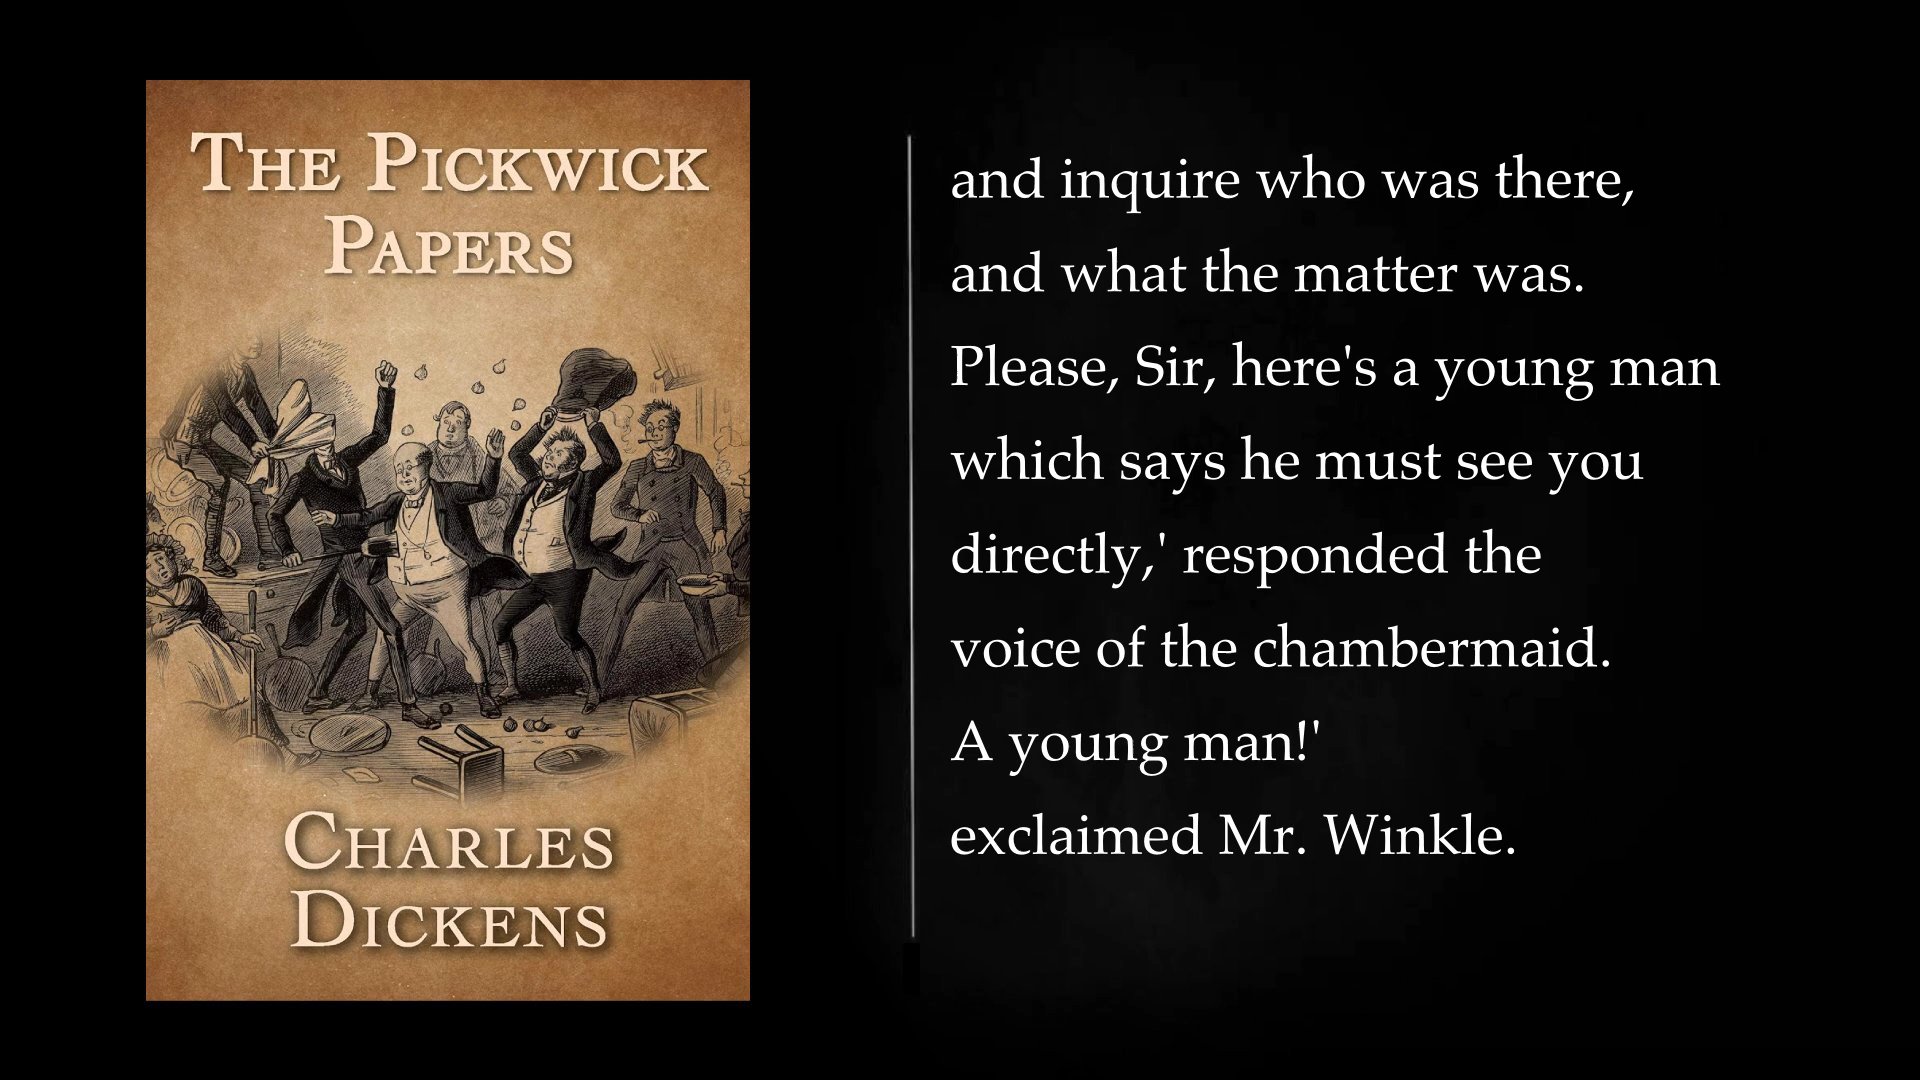 The Pickwick
Papers
Charles
Dickens
and inquire who was there,
and what the matter was.
Please, Sir, here's a young man
which says he must see you
directly,' responded the
voice of the chambermaid.
A young man!'
exclaimed Mr. Winkle.